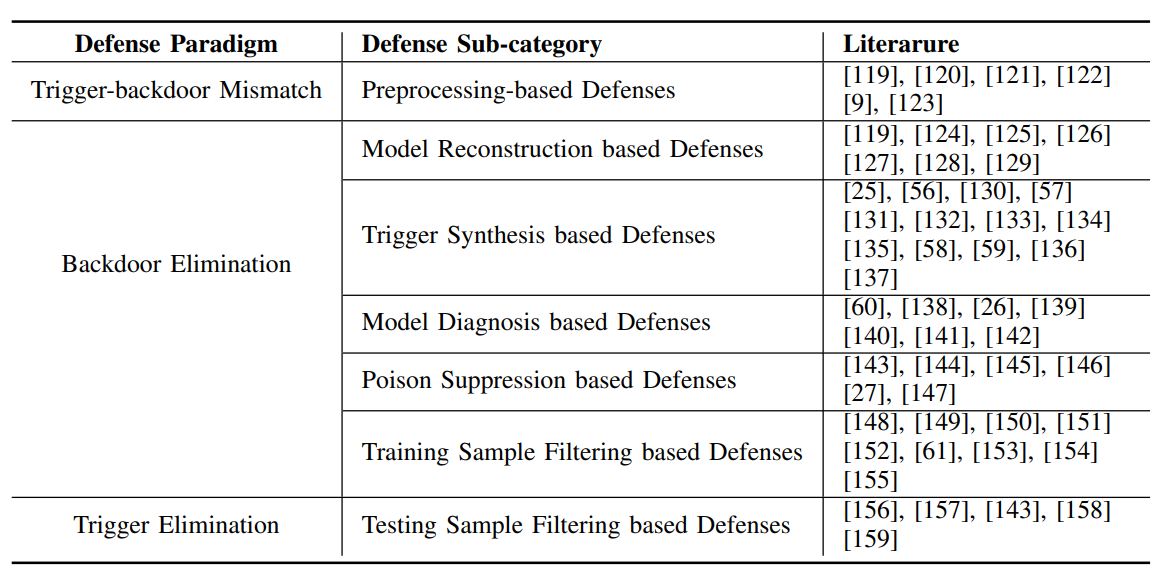 Defense Paradigm Defense Sub-category Literarure
Trigger-backdoor Mismatch Preprocessing-based Defenses [119], [120], [121], [122]
[9], [123]
Backdoor Elimination
Model Reconstruction based Defenses [119], [124], [125], [126]
[127], [128], [129]
Trigger Synthesis based Defenses [25], [56], [130], [57]
[131], [132], [133], [134]
[135], [58], [59], [136]
[137]
Model Diagnosis based Defenses [60], [138], [26], [139]
[140], [141], [142]
Poison Suppression based Defenses [143], [144], [145], [146]
[27], [147]
Training Sample Filtering based Defenses [148], [149], [150], [151]
[152], [61], [153], [154]
[155]
Trigger Elimination Testing Sample Filtering based Defenses [156], [157], [143], [158]
[159]